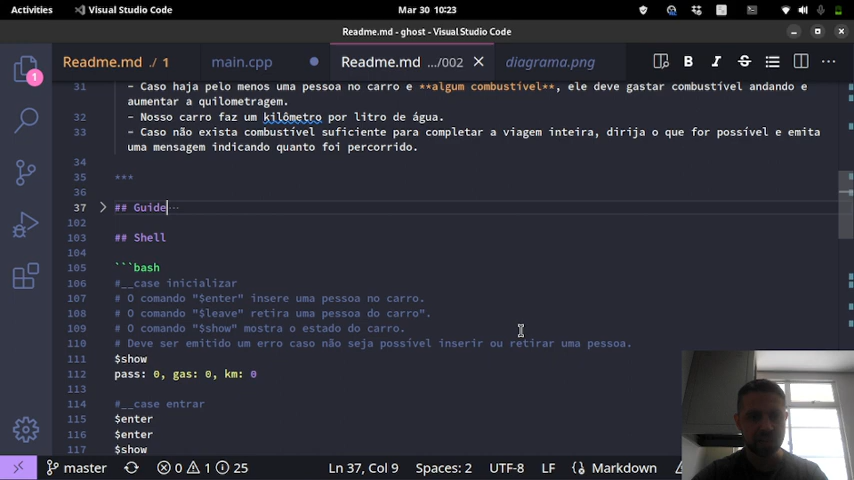 Activities
Visual Studio Code
Mar 30 10:23
Readme.md - ghost - Visual Studio Code
Readme.md ./ 1
main.cpp
Readme.md .../002
diagrama.png
31 - Caso haja pelo menos uma pessoa no carro e **algum combustível**, ele deve gastar combustível andando e
aumentar a quilometragem.
32 - Nosso carro faz um kilômetro por litro de água.
33 - Caso não exista combustível suficiente para completar a viagem inteira, dirija o que for possível e emita
uma mensagem indicando quanto foi percorrido.
34
35 ***
36
37 ## Guide ...
102
103 ## Shell
104
105 ```bash
106 #__case inicializar
107 # O comando "$enter" insere uma pessoa no carro.
108 # O comando "$leave" retira uma pessoa do carro".
109 # O comando "$show" mostra o estado do carro.
110 # Deve ser emitido um erro caso não seja possível inserir ou retirar uma pessoa.
111 $show
112 pass: 0, gas: 0, km: 0
113
114 #__case entrar
115 $enter
116 $enter
117 $show
1
master
0 1 25
Ln 37, Col 9
Spaces: 2
UTF-8
LF
Markdown